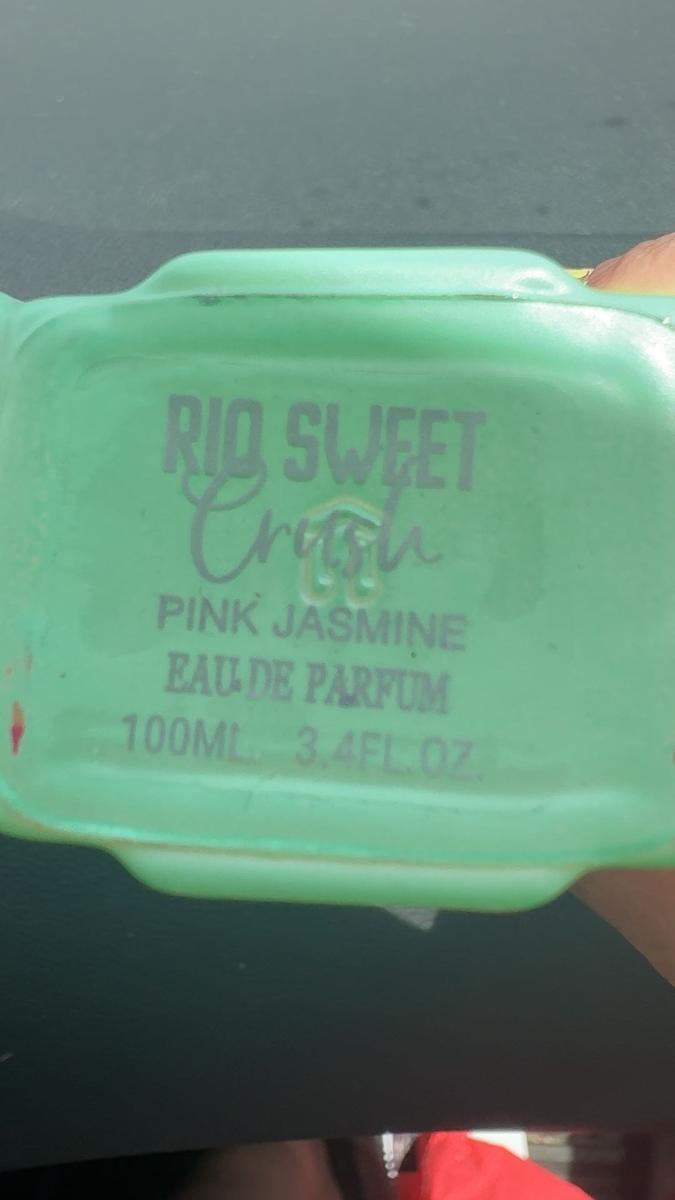 RIO SWEET
Crush
PINK JASMINE
EAU DE PARFUM
100ML. 3.4FL.OZ.